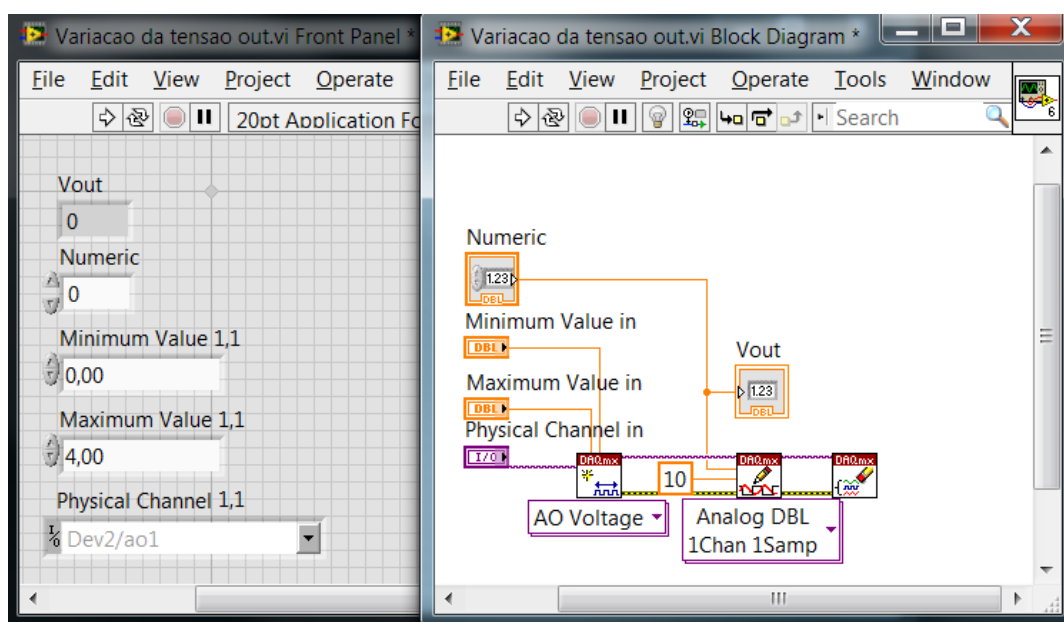 Variacao da tensao out.vi Front Panel *
File Edit View Project Operate
20pt Application Fo
Vout
0
Numeric
0
Minimum Value 1,1
0,00
Maximum Value 1,1
4,00
Physical Channel 1,1
I/O Dev2/ao1
Variacao da tensao out.vi Block Diagram *
File Edit View Project Operate Tools Window
Search
6
Numeric
1.23
DBL
Minimum Value in
DBL
Vout
1.23
DBL
Maximum Value in
DBL
Physical Channel in
I/O
DAQmx
10
DAQmx
DAQmx
AO Voltage
Analog DBL
1Chan 1Samp